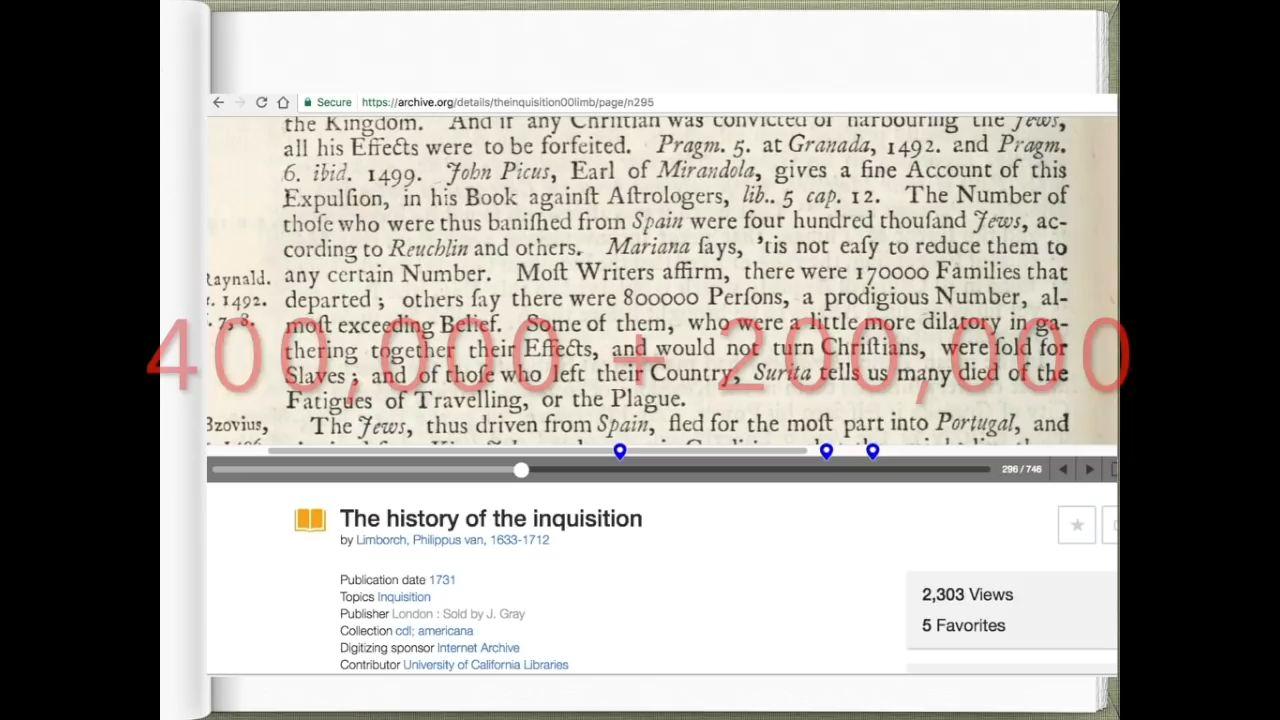 Secure https://archive.org/details/theinquisition00limb/page/n295
the Kingdom. And if any Chriſtian was convicted of harbouring the Jews,
all his Effects were to be forfeited. Pragm. 5. at Granada, 1492. and Pragm.
6. ibid. 1499. John Picus, Earl of Mirandola, gives a fine Account of this
Expulſion, in his Book againſt Aſtrologers, lib.. 5 cap. 12. The Number of
thoſe who were thus baniſhed from Spain were four hundred thouſand Jews, ac-
cording to Reuchlin and others. Mariana ſays, 'tis not eaſy to reduce them to
Raynald. any certain Number. Moſt Writers affirm, there were 170000 Families that
1492. departed; others ſay there were 800000 Perſons, a prodigious Number, al-
7, 8. moſt exceeding Belief. Some of them, who were a little more dilatory in ga-
thering together their Effects, and would not turn Chriſtians, were ſold for
400,000 + 200,000
Slaves; and of thoſe who left their Country, Surita tells us many died of the
Fatigues of Travelling, or the Plague.
Bzovius, The Jews, thus driven from Spain, fled for the moſt part into Portugal, and
296 / 746
The history of the inquisition
by Limborch, Philippus van, 1633-1712
Publication date 1731
Topics Inquisition
Publisher London : Sold by J. Gray
Collection cdl; americana
Digitizing sponsor Internet Archive
Contributor University of California Libraries
2,303 Views
5 Favorites